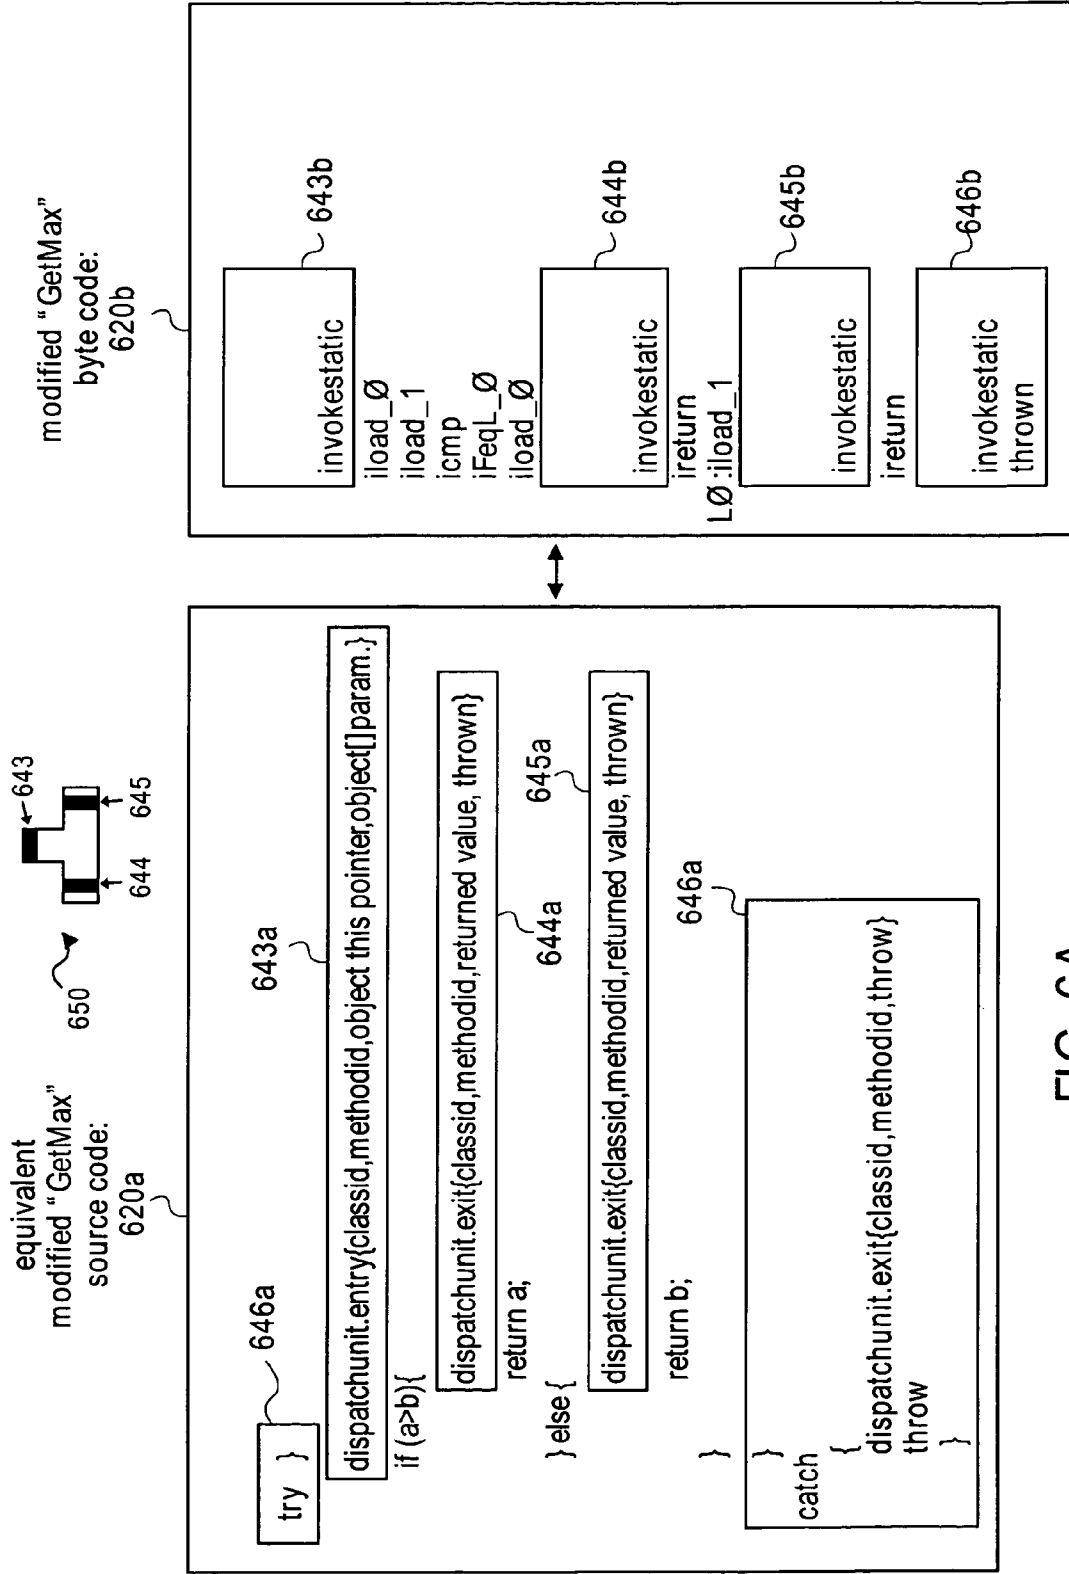 equivalent
modified “GetMax”
source code:
620a
650
643
644
645
646a
try }
643a
dispatchunit.entry{classid,methodid,object this pointer,object[]param.}
if (a>b){
dispatchunit.exit{classid,methodid,returned value, thrown}
return a;
644a
} else {
645a
dispatchunit.exit{classid,methodid,returned value, thrown}
return b;
}
646a
}
catch
{
dispatchunit.exit{classid,methodid,throw}
throw
}
modified “GetMax”
byte code:
620b
643b
invokestatic
iload_Ø
iload_1
icmp
iFeqL_Ø
iload_Ø
644b
invokestatic
ireturn
LØ:iload_1
645b
invokestatic
ireturn
646b
invokestatic
thrown